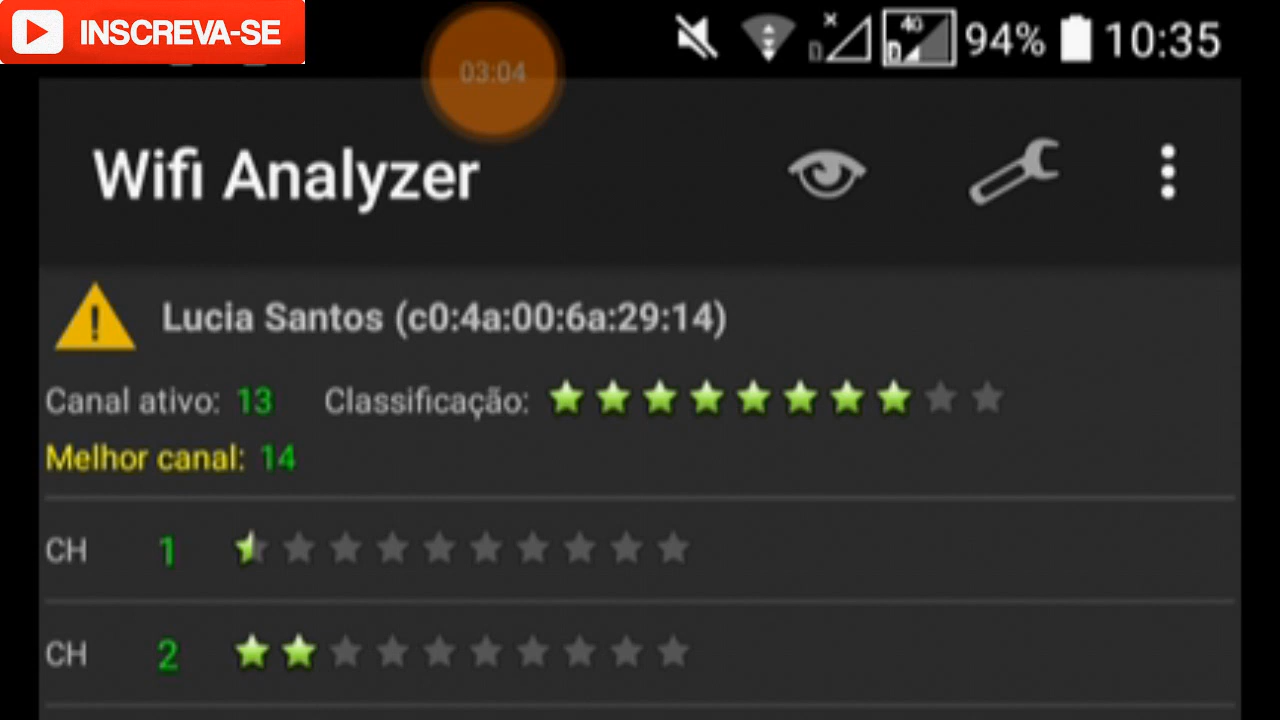 INSCREVA-SE
03:04
D 4G D 94% 10:35
Wifi Analyzer
Lucia Santos (c0:4a:00:6a:29:14)
Canal ativo: 13 Classificação:
Melhor canal: 14
CH 1
CH 2